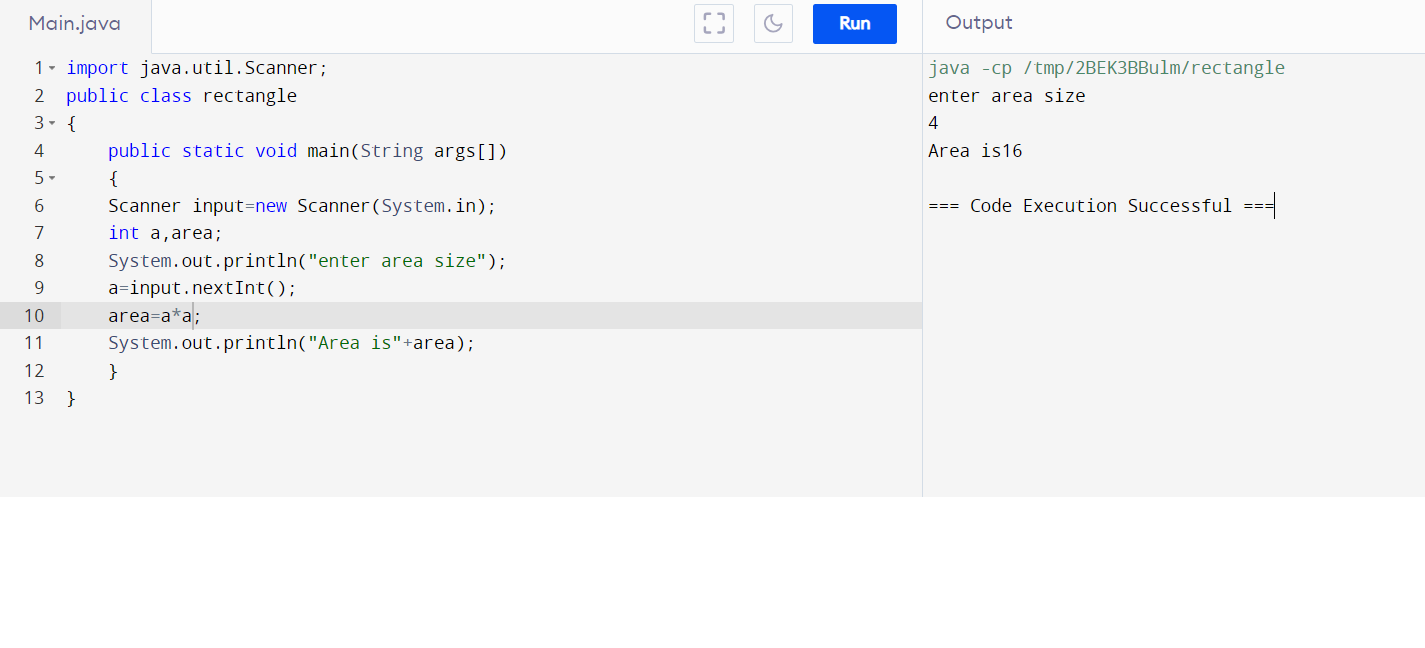 Main.java
Run
Output
1 import java.util.Scanner;
2 public class rectangle
3 {
4 public static void main(String args[])
5 {
6 Scanner input=new Scanner(System.in);
7 int a,area;
8 System.out.println("enter area size");
9 a=input.nextInt();
10 area=a*a;
11 System.out.println("Area is"+area);
12 }
13 }
java -cp /tmp/2BEK3BBulm/rectangle
enter area size
4
Area is16
=== Code Execution Successful ===